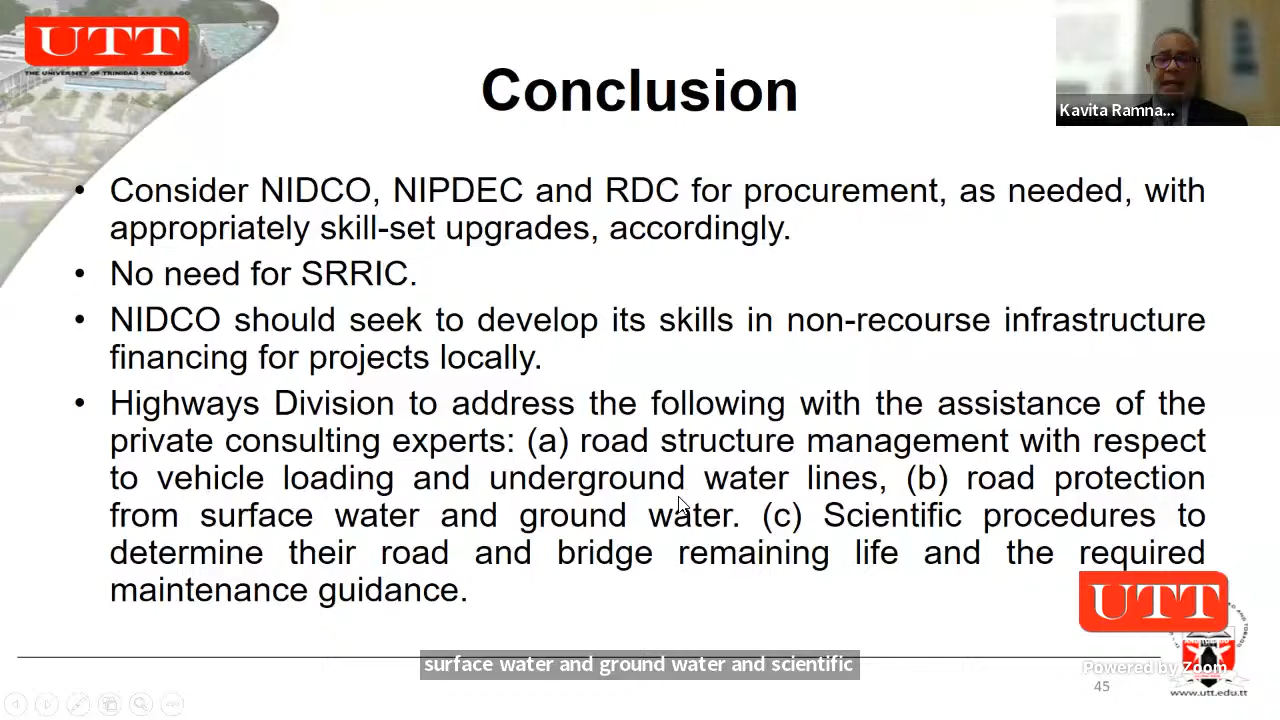 UTT
THE UNIVERSITY OF TRINIDAD AND TOBAGO
Conclusion
Kavita Ramna...
• Consider NIDCO, NIPDEC and RDC for procurement, as needed, with
appropriately skill-set upgrades, accordingly.
• No need for SRRIC.
• NIDCO should seek to develop its skills in non-recourse infrastructure
financing for projects locally.
• Highways Division to address the following with the assistance of the
private consulting experts: (a) road structure management with respect
to vehicle loading and underground water lines, (b) road protection
from surface water and ground water. (c) Scientific procedures to
determine their road and bridge remaining life and the required
maintenance guidance.
UTT
surface water and ground water and scientific
Powered by Zoom
45
www.utt.edu.tt